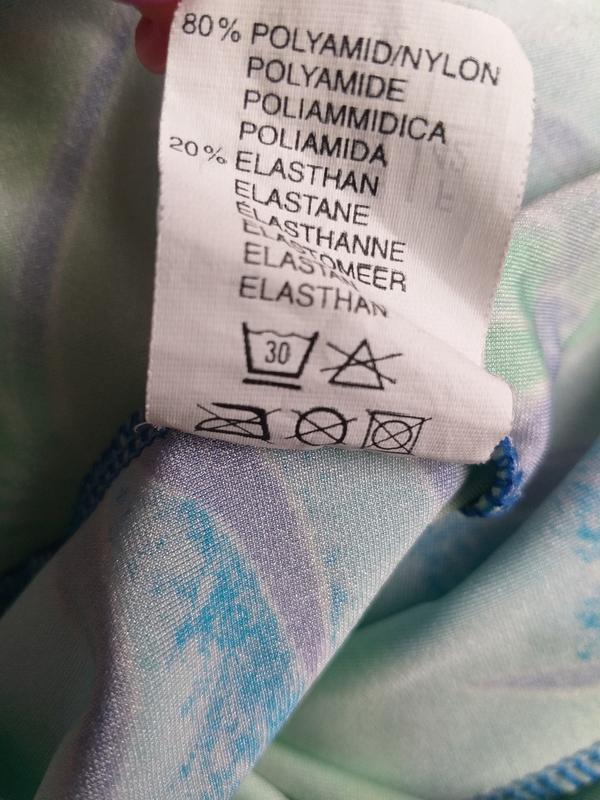 80% POLYAMID/NYLON
POLYAMIDE
POLIAMMIDICA
POLIAMIDA
20% ELASTHAN
ELASTANE
ELASTHANNE
ELASTOMEER
ELASTAN
ELASTHAN
30